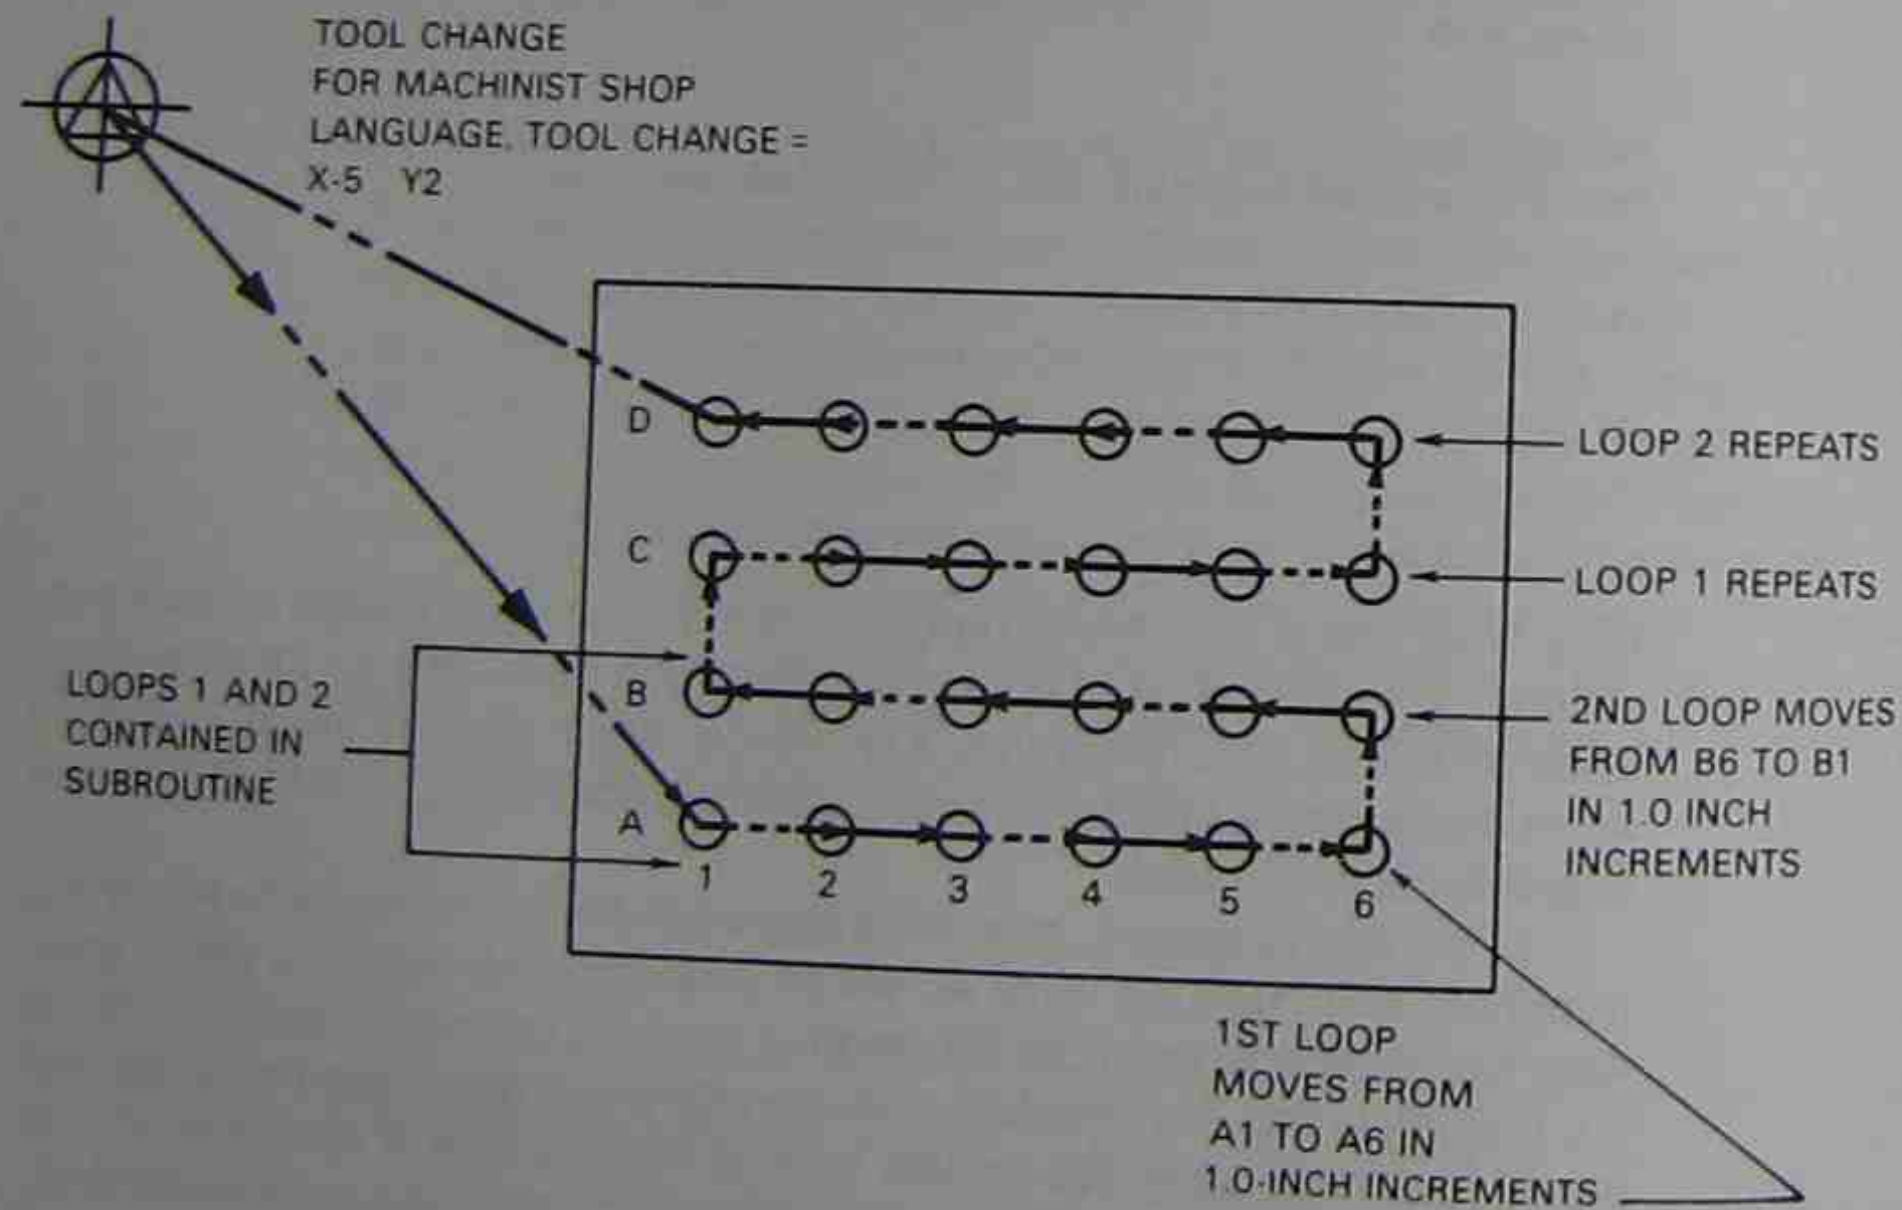 TOOL CHANGE
FOR MACHINIST SHOP
LANGUAGE, TOOL CHANGE =
X-5 Y2
D
LOOP 2 REPEATS
C
LOOP 1 REPEATS
LOOPS 1 AND 2
CONTAINED IN
SUBROUTINE
B
2ND LOOP MOVES
FROM B6 TO B1
IN 1.0 INCH
INCREMENTS
A
1 2 3 4 5 6
1ST LOOP
MOVES FROM
A1 TO A6 IN
1.0-INCH INCREMENTS